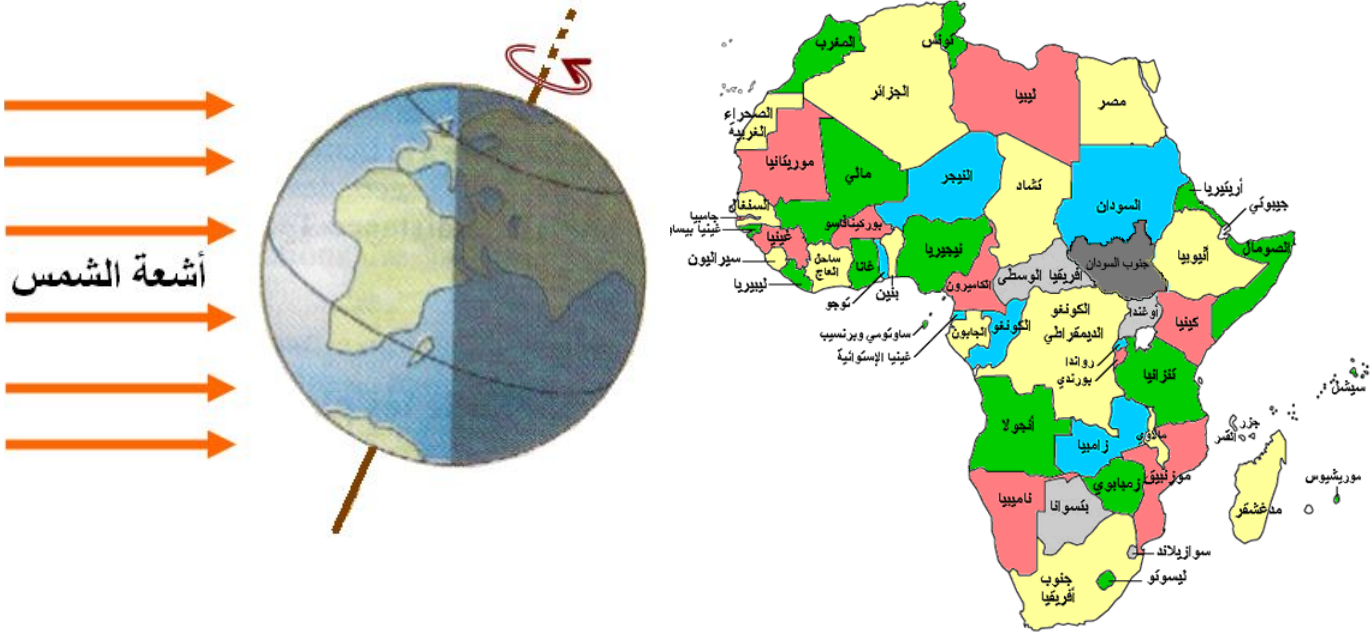 أشعة الشمس
المغرب
تونس
الجزائر
ليبيا
مصر
الصحراء
الغربية
موريتانيا
مالي
النيجر
تشاد
السودان
أريتيريا
جيبوتي
السنغال
جامبيا
غينيا بيساو
غينيا
سيراليون
ليبيريا
ساحل
العاج
بوركينافاسو
غانا
توجو
بنين
نيجيريا
الكاميرون
أفريقيا الوسطى
جنوب السودان
أثيوبيا
الصومال
ساوتومي وبرنسيب
غينيا الإستوائية
الجابون
الكونغو
الكونغو
الديمقراطي
أوغندا
كينيا
رواندا
بورندي
تنزانيا
سيشل
أنجولا
زامبيا
مالاوي
جزر
القمر
موزنبيق
زمبابوي
ناميبيا
بتسوانا
مدغشقر
موريشيوس
سوازيلاند
ليسوتو
جنوب
أفريقيا